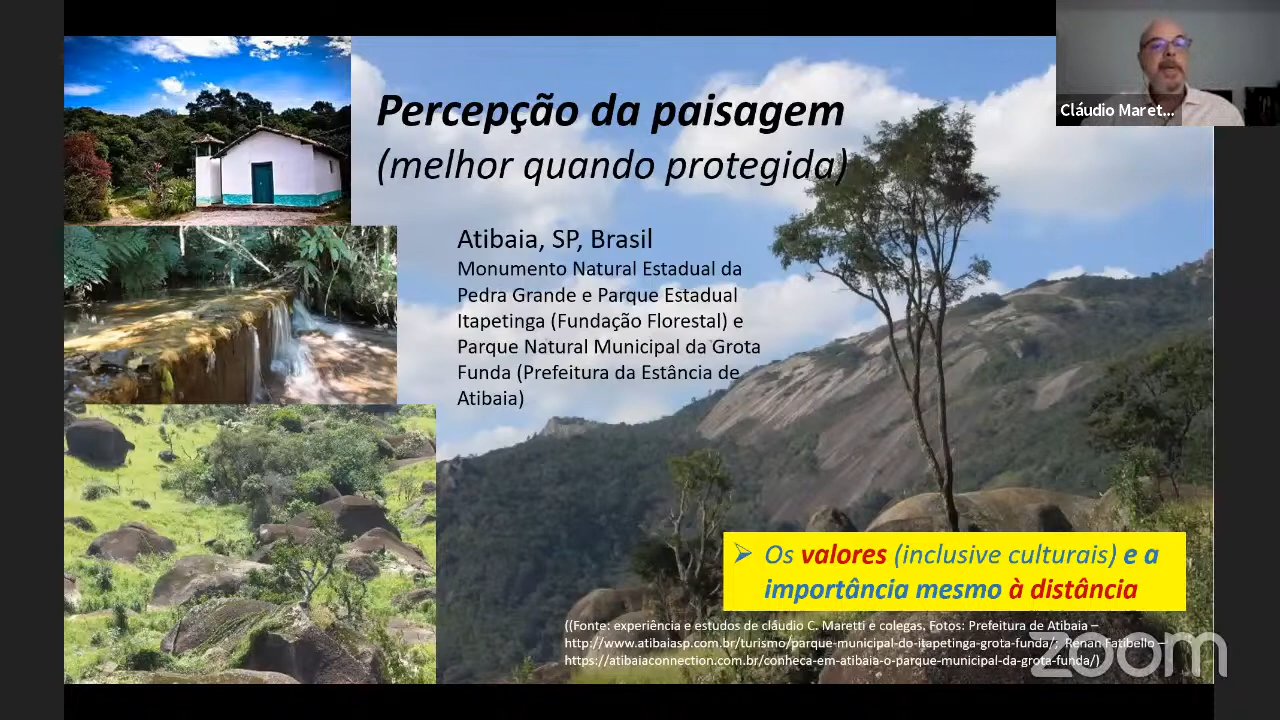 Percepção da paisagem
(melhor quando protegida)
Atibaia, SP, Brasil
Monumento Natural Estadual da
Pedra Grande e Parque Estadual
Itapetinga (Fundação Florestal) e
Parque Natural Municipal da Grota
Funda (Prefeitura da Estância de
Atibaia)
➢ Os valores (inclusive culturais) e a
importância mesmo à distância
((Fonte: experiência e estudos de cláudio C. Maretti e colegas. Fotos: Prefeitura de Atibaia –
http://www.atibaiasp.com.br/turismo/parque-municipal-do-itapetinga-grota-funda/; Renan Fatibello –
https://atibaiaconnection.com.br/conheca-em-atibaia-o-parque-municipal-da-grota-funda/)
Cláudio Maret...
zoom